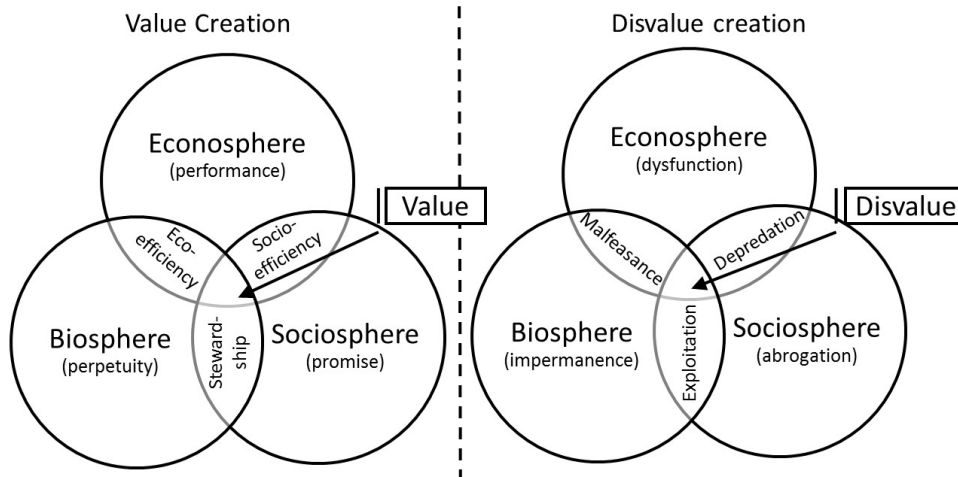 Value Creation
Econosphere
(performance)
Value
Eco-
efficiency
Socio-
efficiency
Biosphere
(perpetuity)
Steward-
ship
Sociosphere
(promise)
Disvalue creation
Econosphere
(dysfunction)
Disvalue
Malfeasance
Depredation
Biosphere
(impermanence)
Exploitation
Sociosphere
(abrogation)